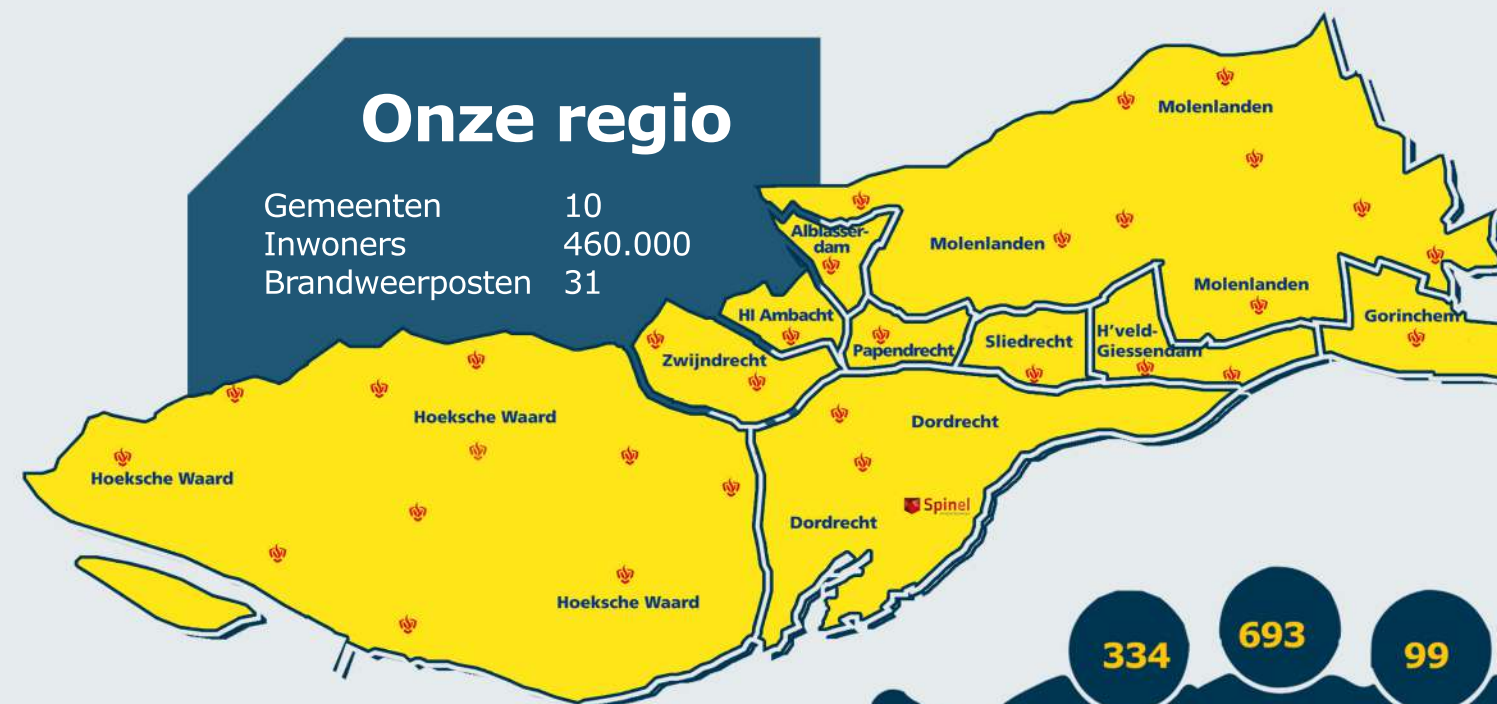 Onze regio
Gemeenten 10
Inwoners 460.000
Brandweerposten 31
Molenlanden
Alblasser-
dam
Molenlanden
Molenlanden
HI Ambacht
Papendrecht
Sliedrecht
H'veld-
Giessendam
Gorinchem
Zwijndrecht
Hoeksche Waard
Dordrecht
Hoeksche Waard
Spinel
Dordrecht
Hoeksche Waard
334
693
99